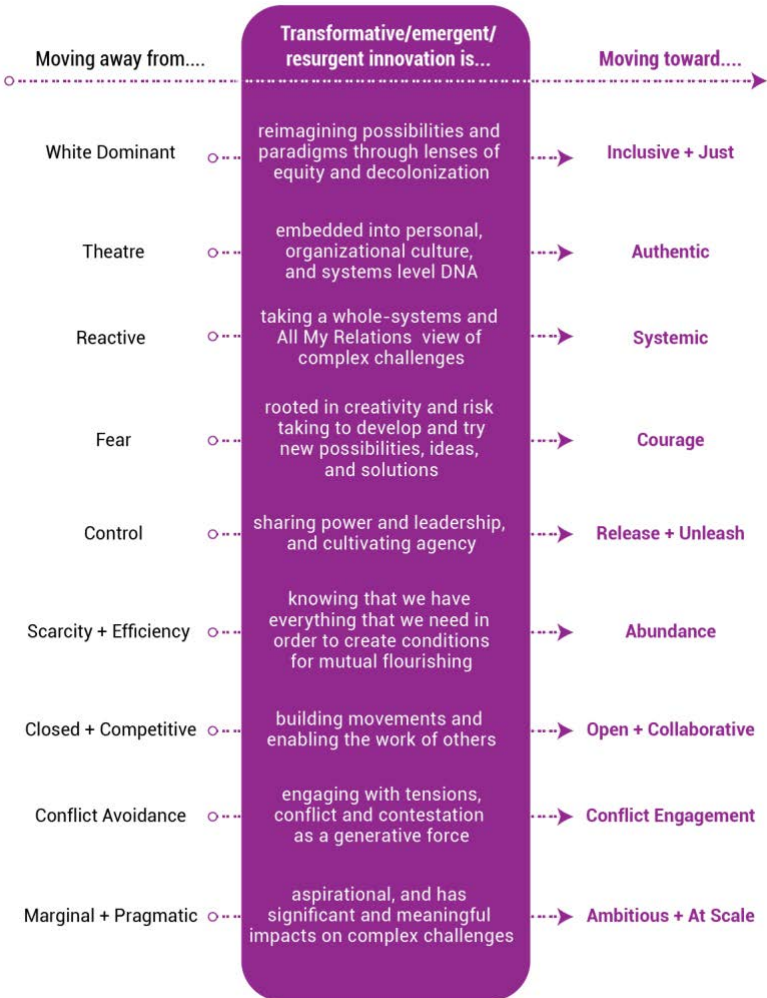 Moving away from....
Transformative/emergent/
resurgent innovation is...
Moving toward....
White Dominant
reimagining possibilities and
paradigms through lenses of
equity and decolonization
Inclusive + Just
Theatre
embedded into personal,
organizational culture,
and systems level DNA
Authentic
Reactive
taking a whole-systems and
All My Relations view of
complex challenges
Systemic
Fear
rooted in creativity and risk
taking to develop and try
new possibilities, ideas,
and solutions
Courage
Control
sharing power and leadership,
and cultivating agency
Release + Unleash
Scarcity + Efficiency
knowing that we have
everything that we need in
order to create conditions
for mutual flourishing
Abundance
Closed + Competitive
building movements and
enabling the work of others
Open + Collaborative
Conflict Avoidance
engaging with tensions,
conflict and contestation
as a generative force
Conflict Engagement
Marginal + Pragmatic
aspirational, and has
significant and meaningful
impacts on complex challenges
Ambitious + At Scale